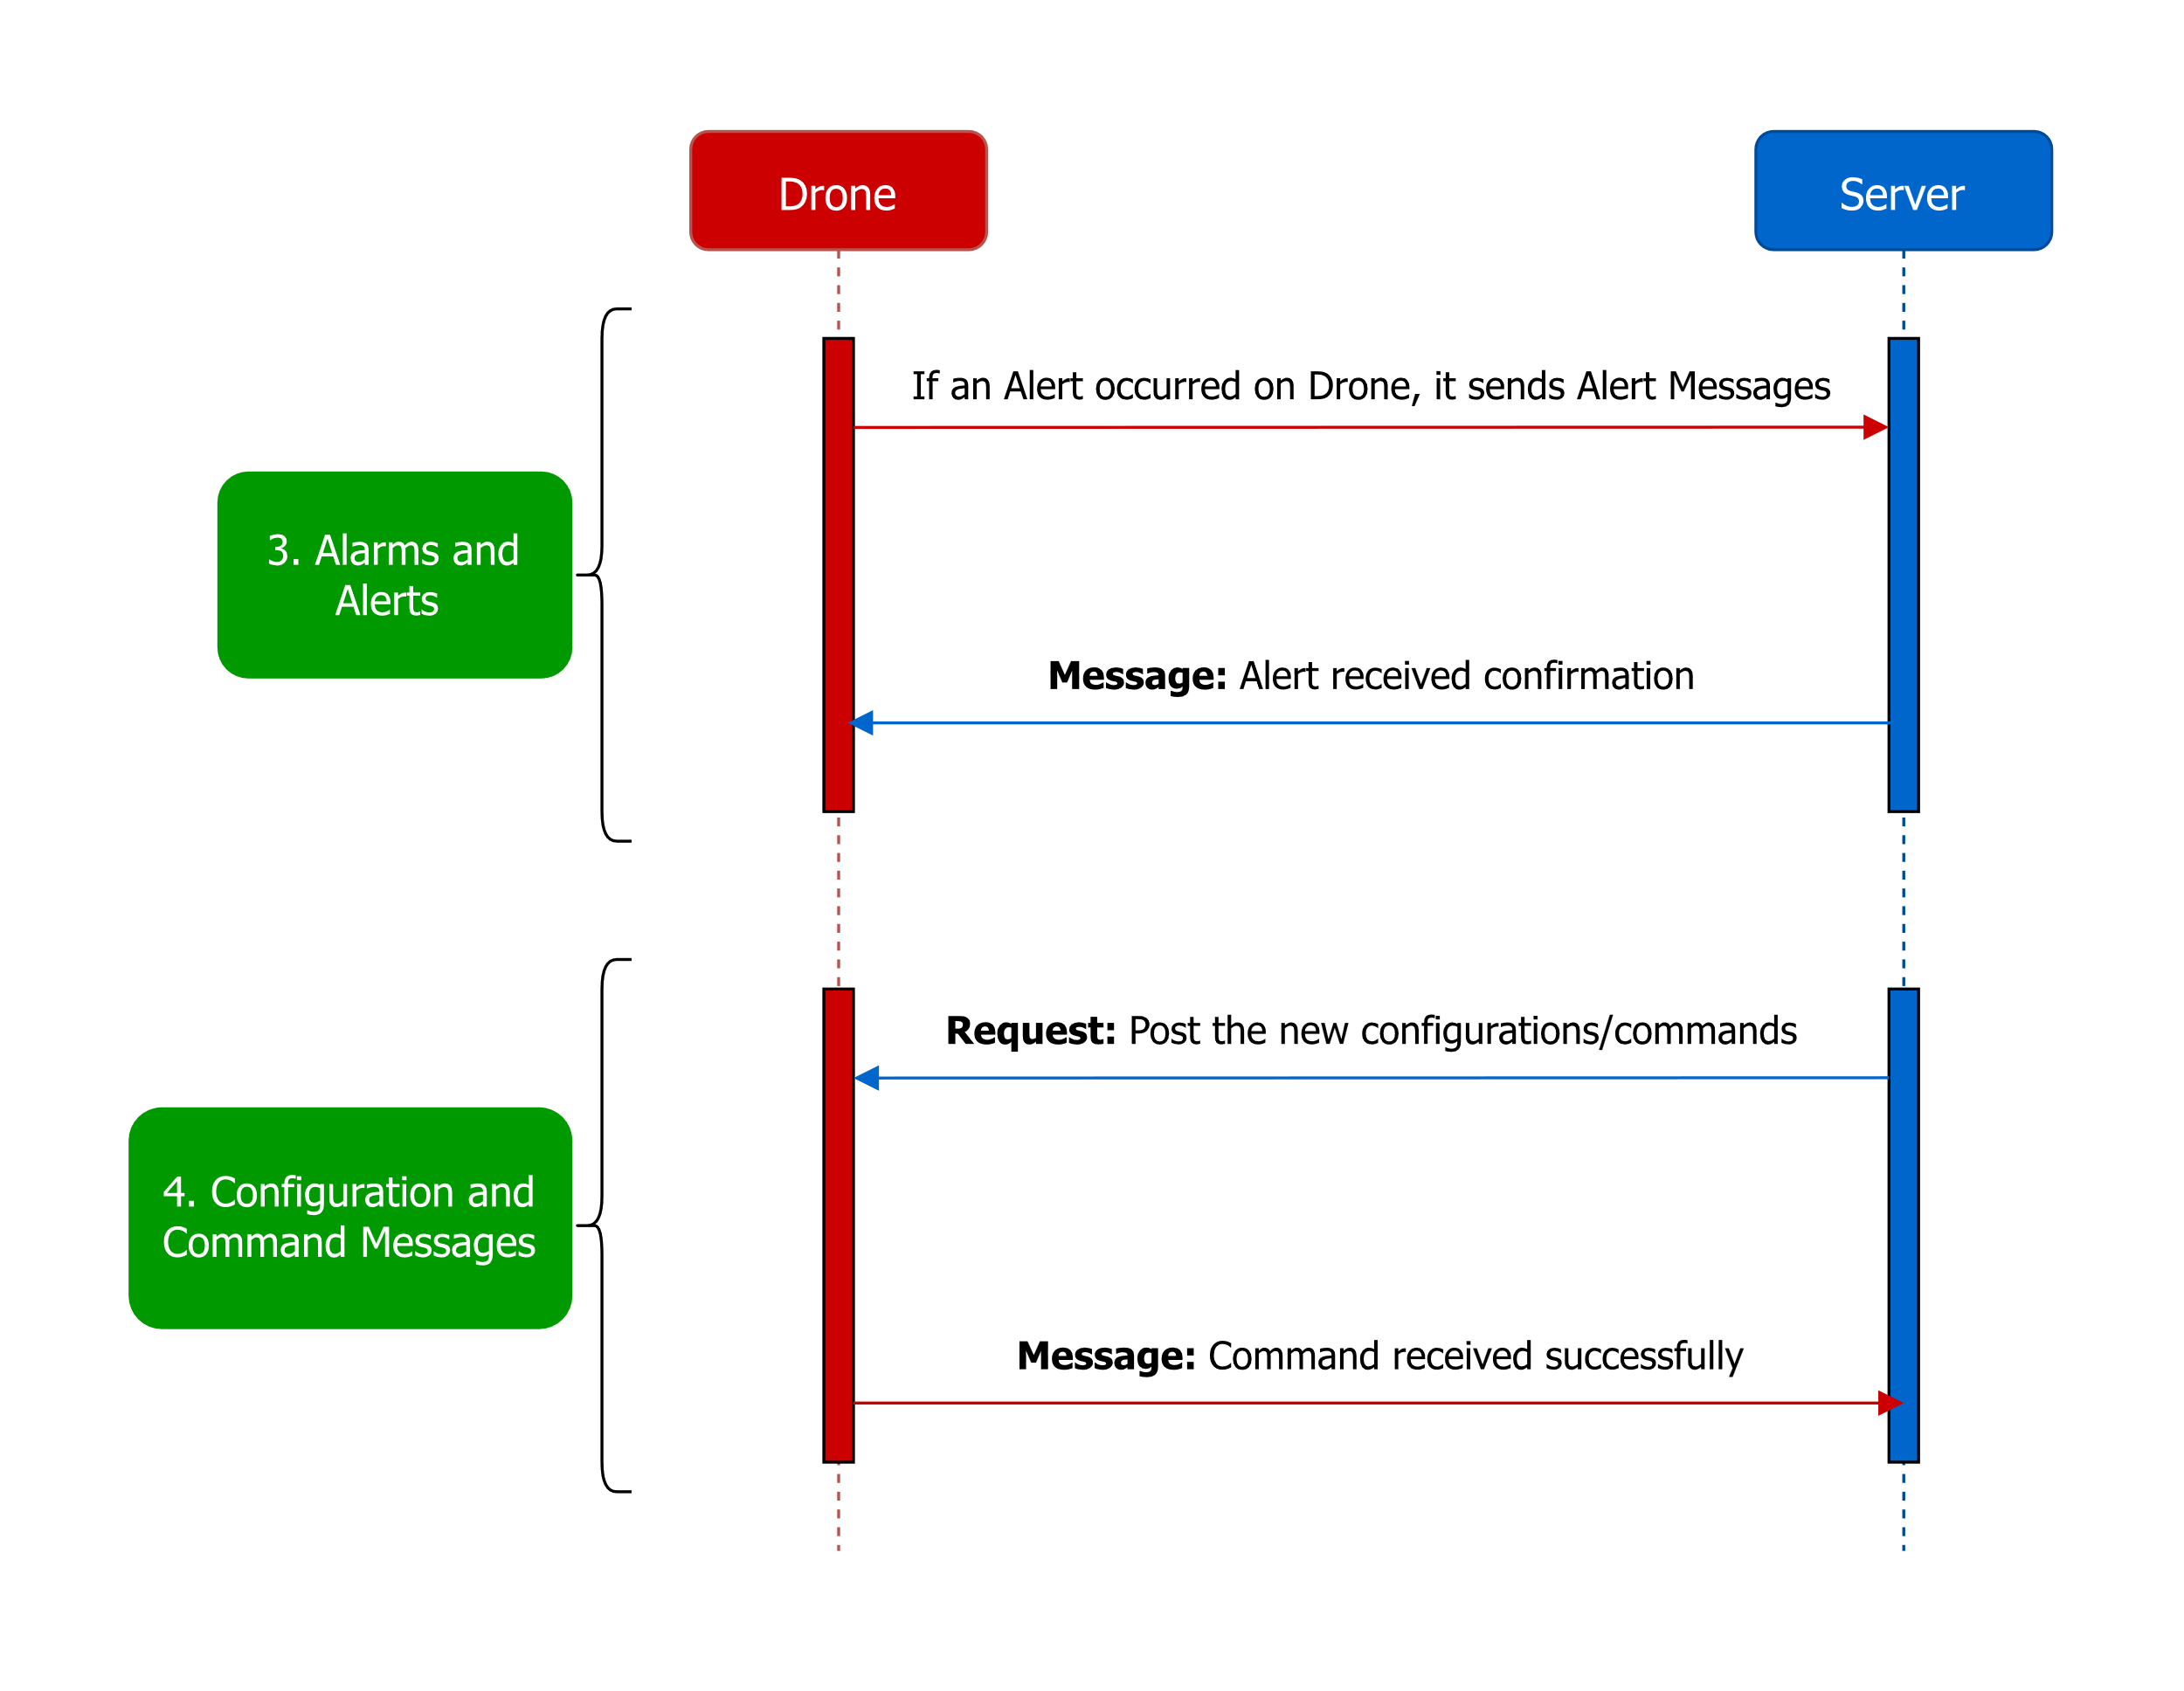 Drone
Server
If an Alert occurred on Drone, it sends Alert Messages
3. Alarms and
Alerts
Message: Alert received confirmation
Request: Post the new configurations/commands
4. Configuration and
Command Messages
Message: Command received successfully